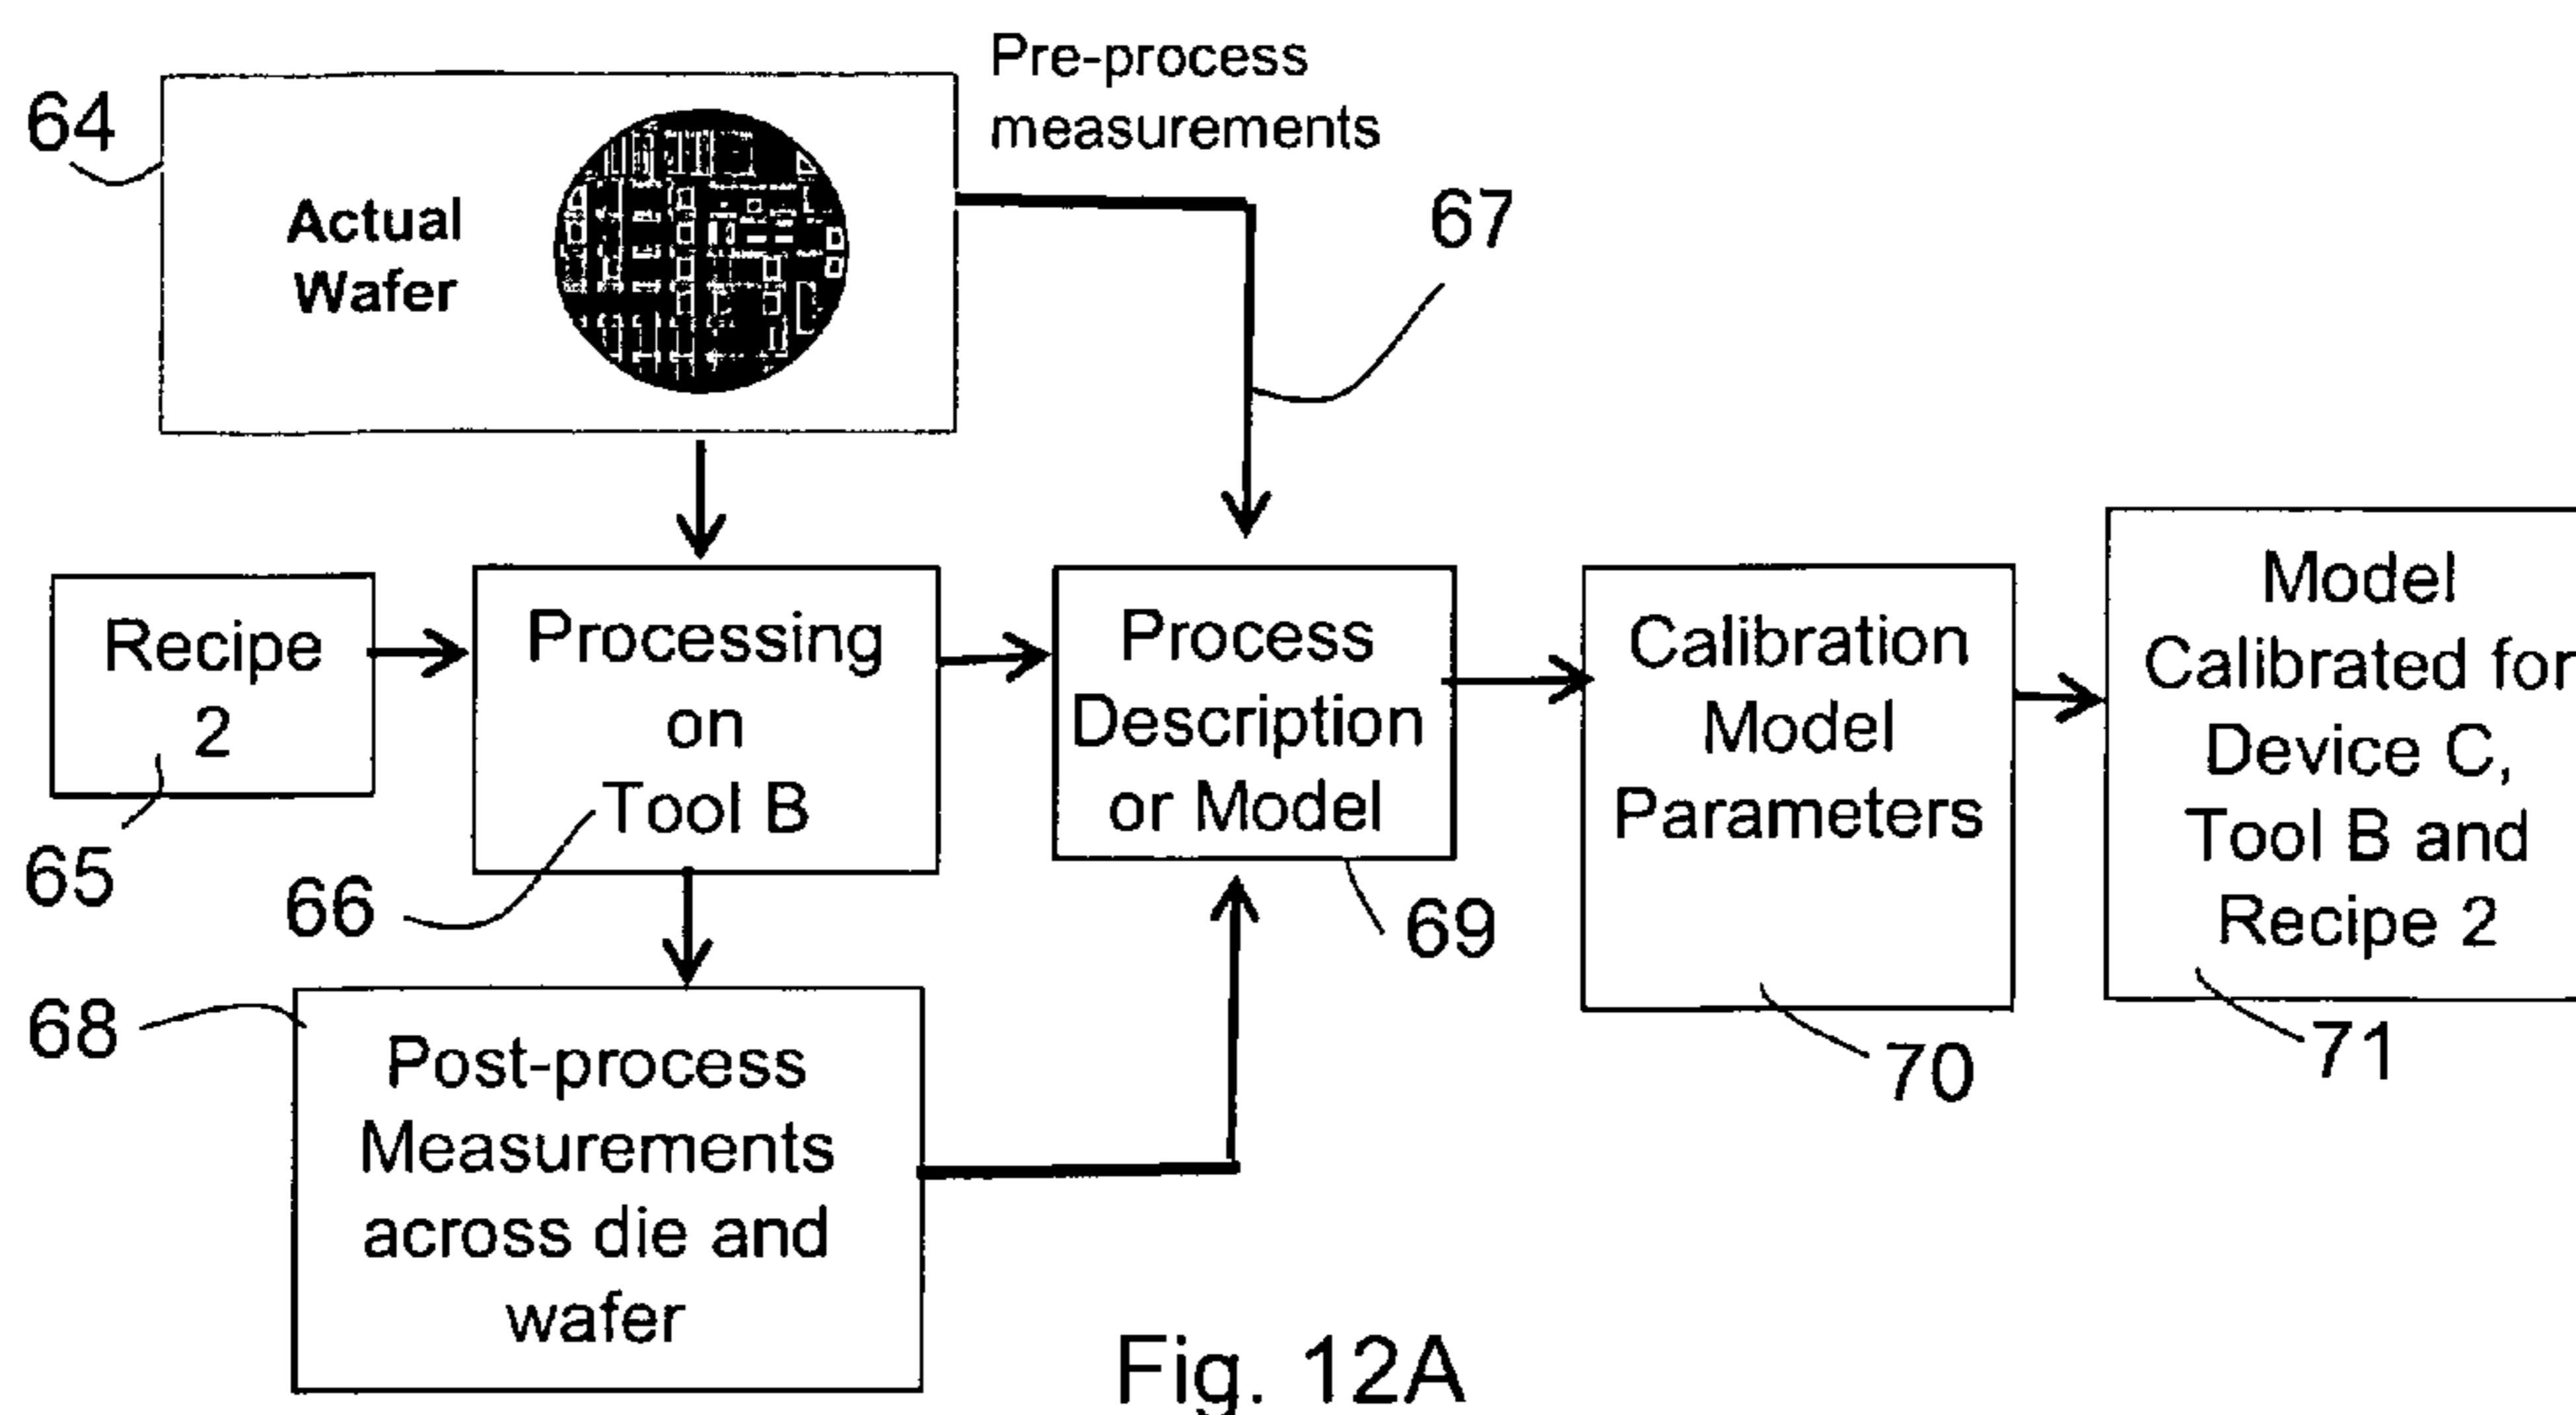 Pre-process
measurements
64
Actual
Wafer
67
Recipe
2
65
Processing
on
Tool B
66
Process
Description
or Model
69
Calibration
Model
Parameters
70
Model
Calibrated for
Device C,
Tool B and
Recipe 2
71
68
Post-process
Measurements
across die and
wafer
Fig. 12A